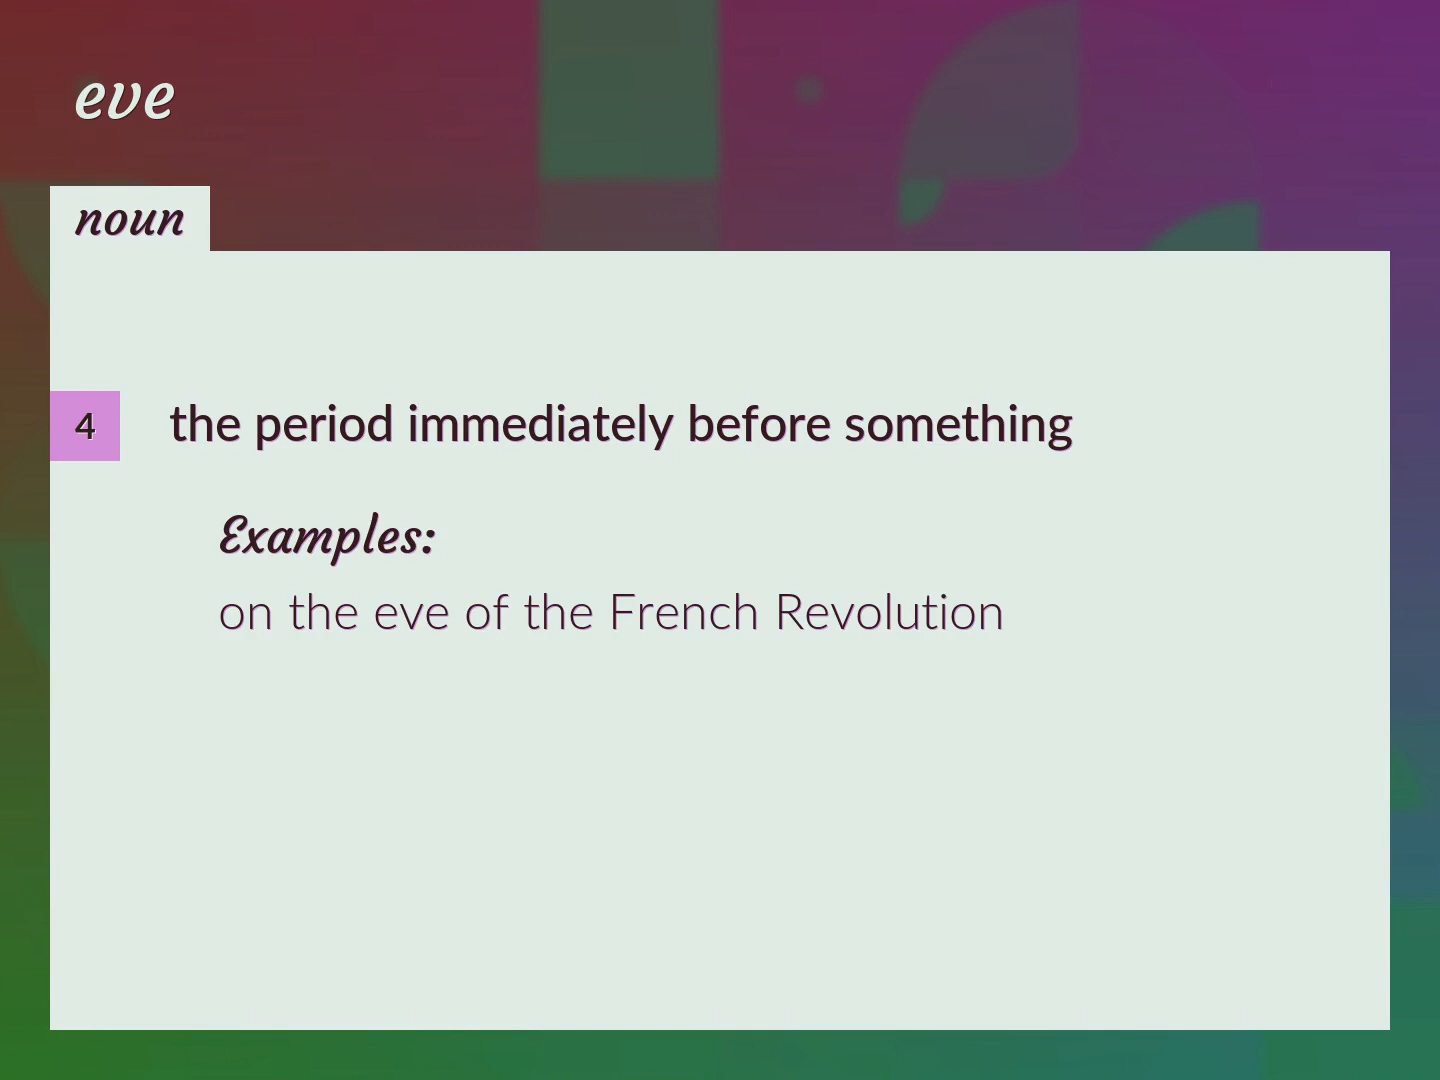 eve
noun
4
the period immediately before something
Examples:
on the eve of the French Revolution